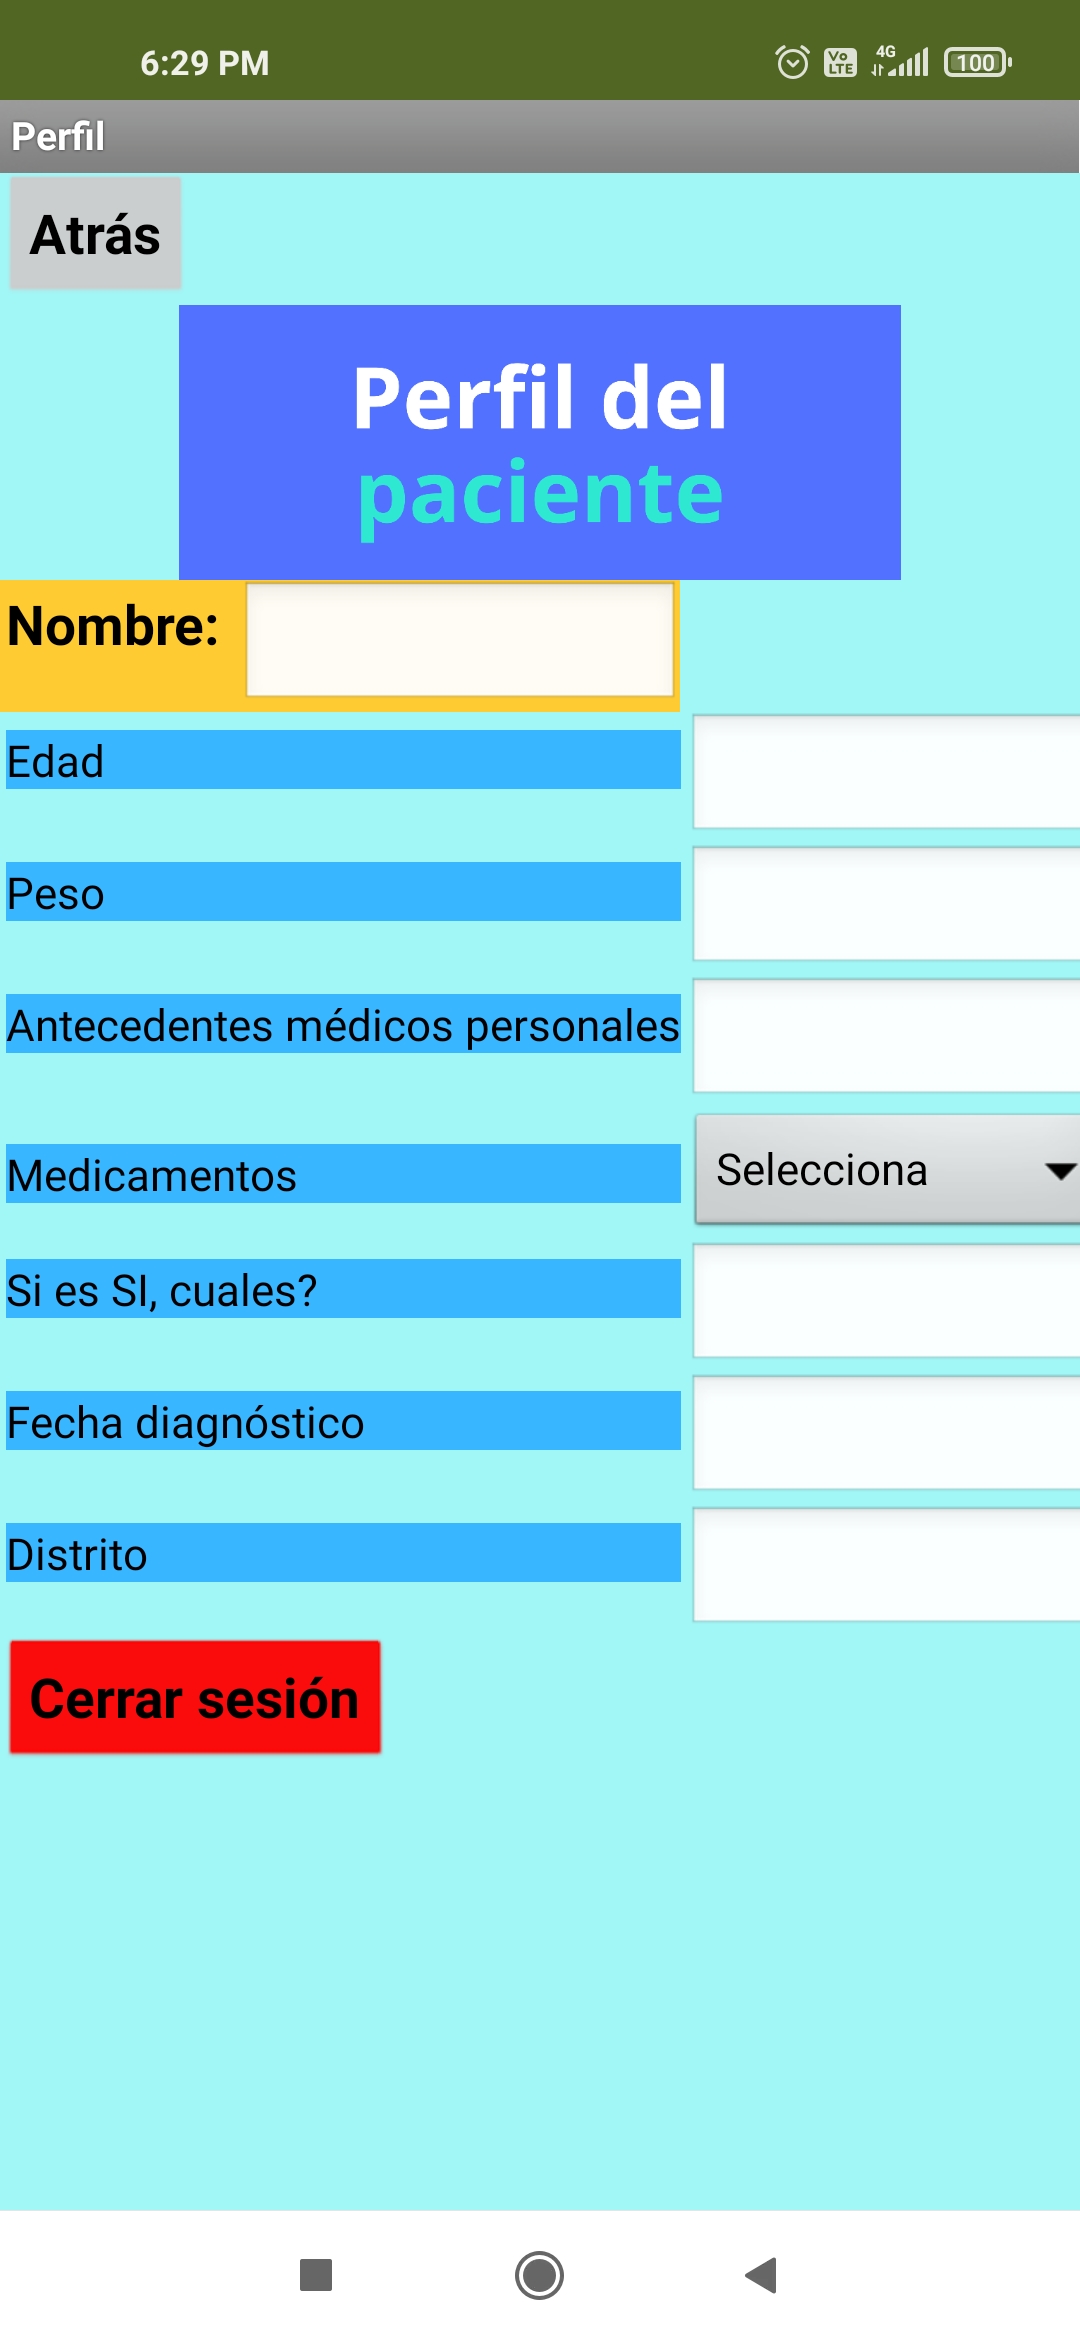 6:29 PM
Vo LTE
4G
100
Perfil
Atrás
Perfil del
paciente
Nombre:
Edad
Peso
Antecedentes médicos personales
Medicamentos
Selecciona
Si es SI, cuales?
Fecha diagnóstico
Distrito
Cerrar sesión